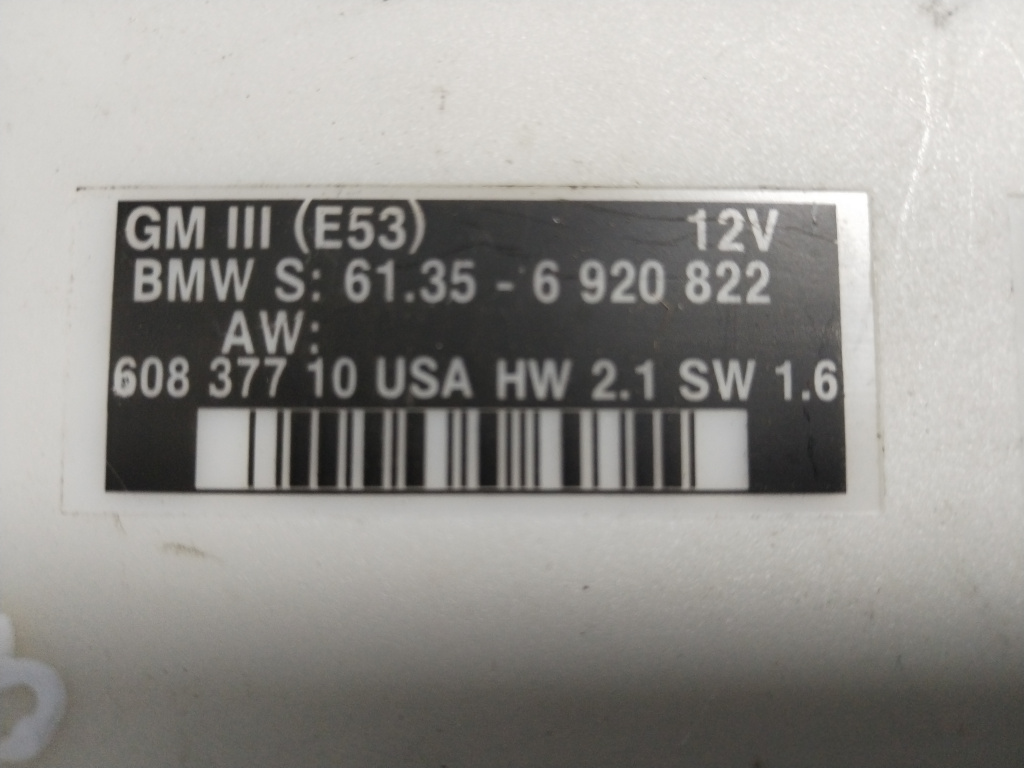 GM III (E53) 12V
BMW S: 61.35 - 6 920 822
AW:
608 377 10 USA HW 2.1 SW 1.6